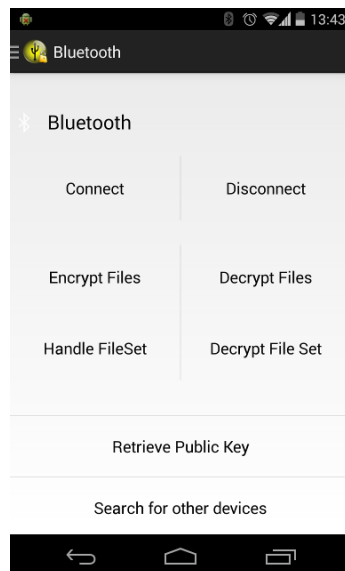 13:43
Bluetooth
Bluetooth
Connect Disconnect
Encrypt Files Decrypt Files
Handle FileSet Decrypt File Set
Retrieve Public Key
Search for other devices